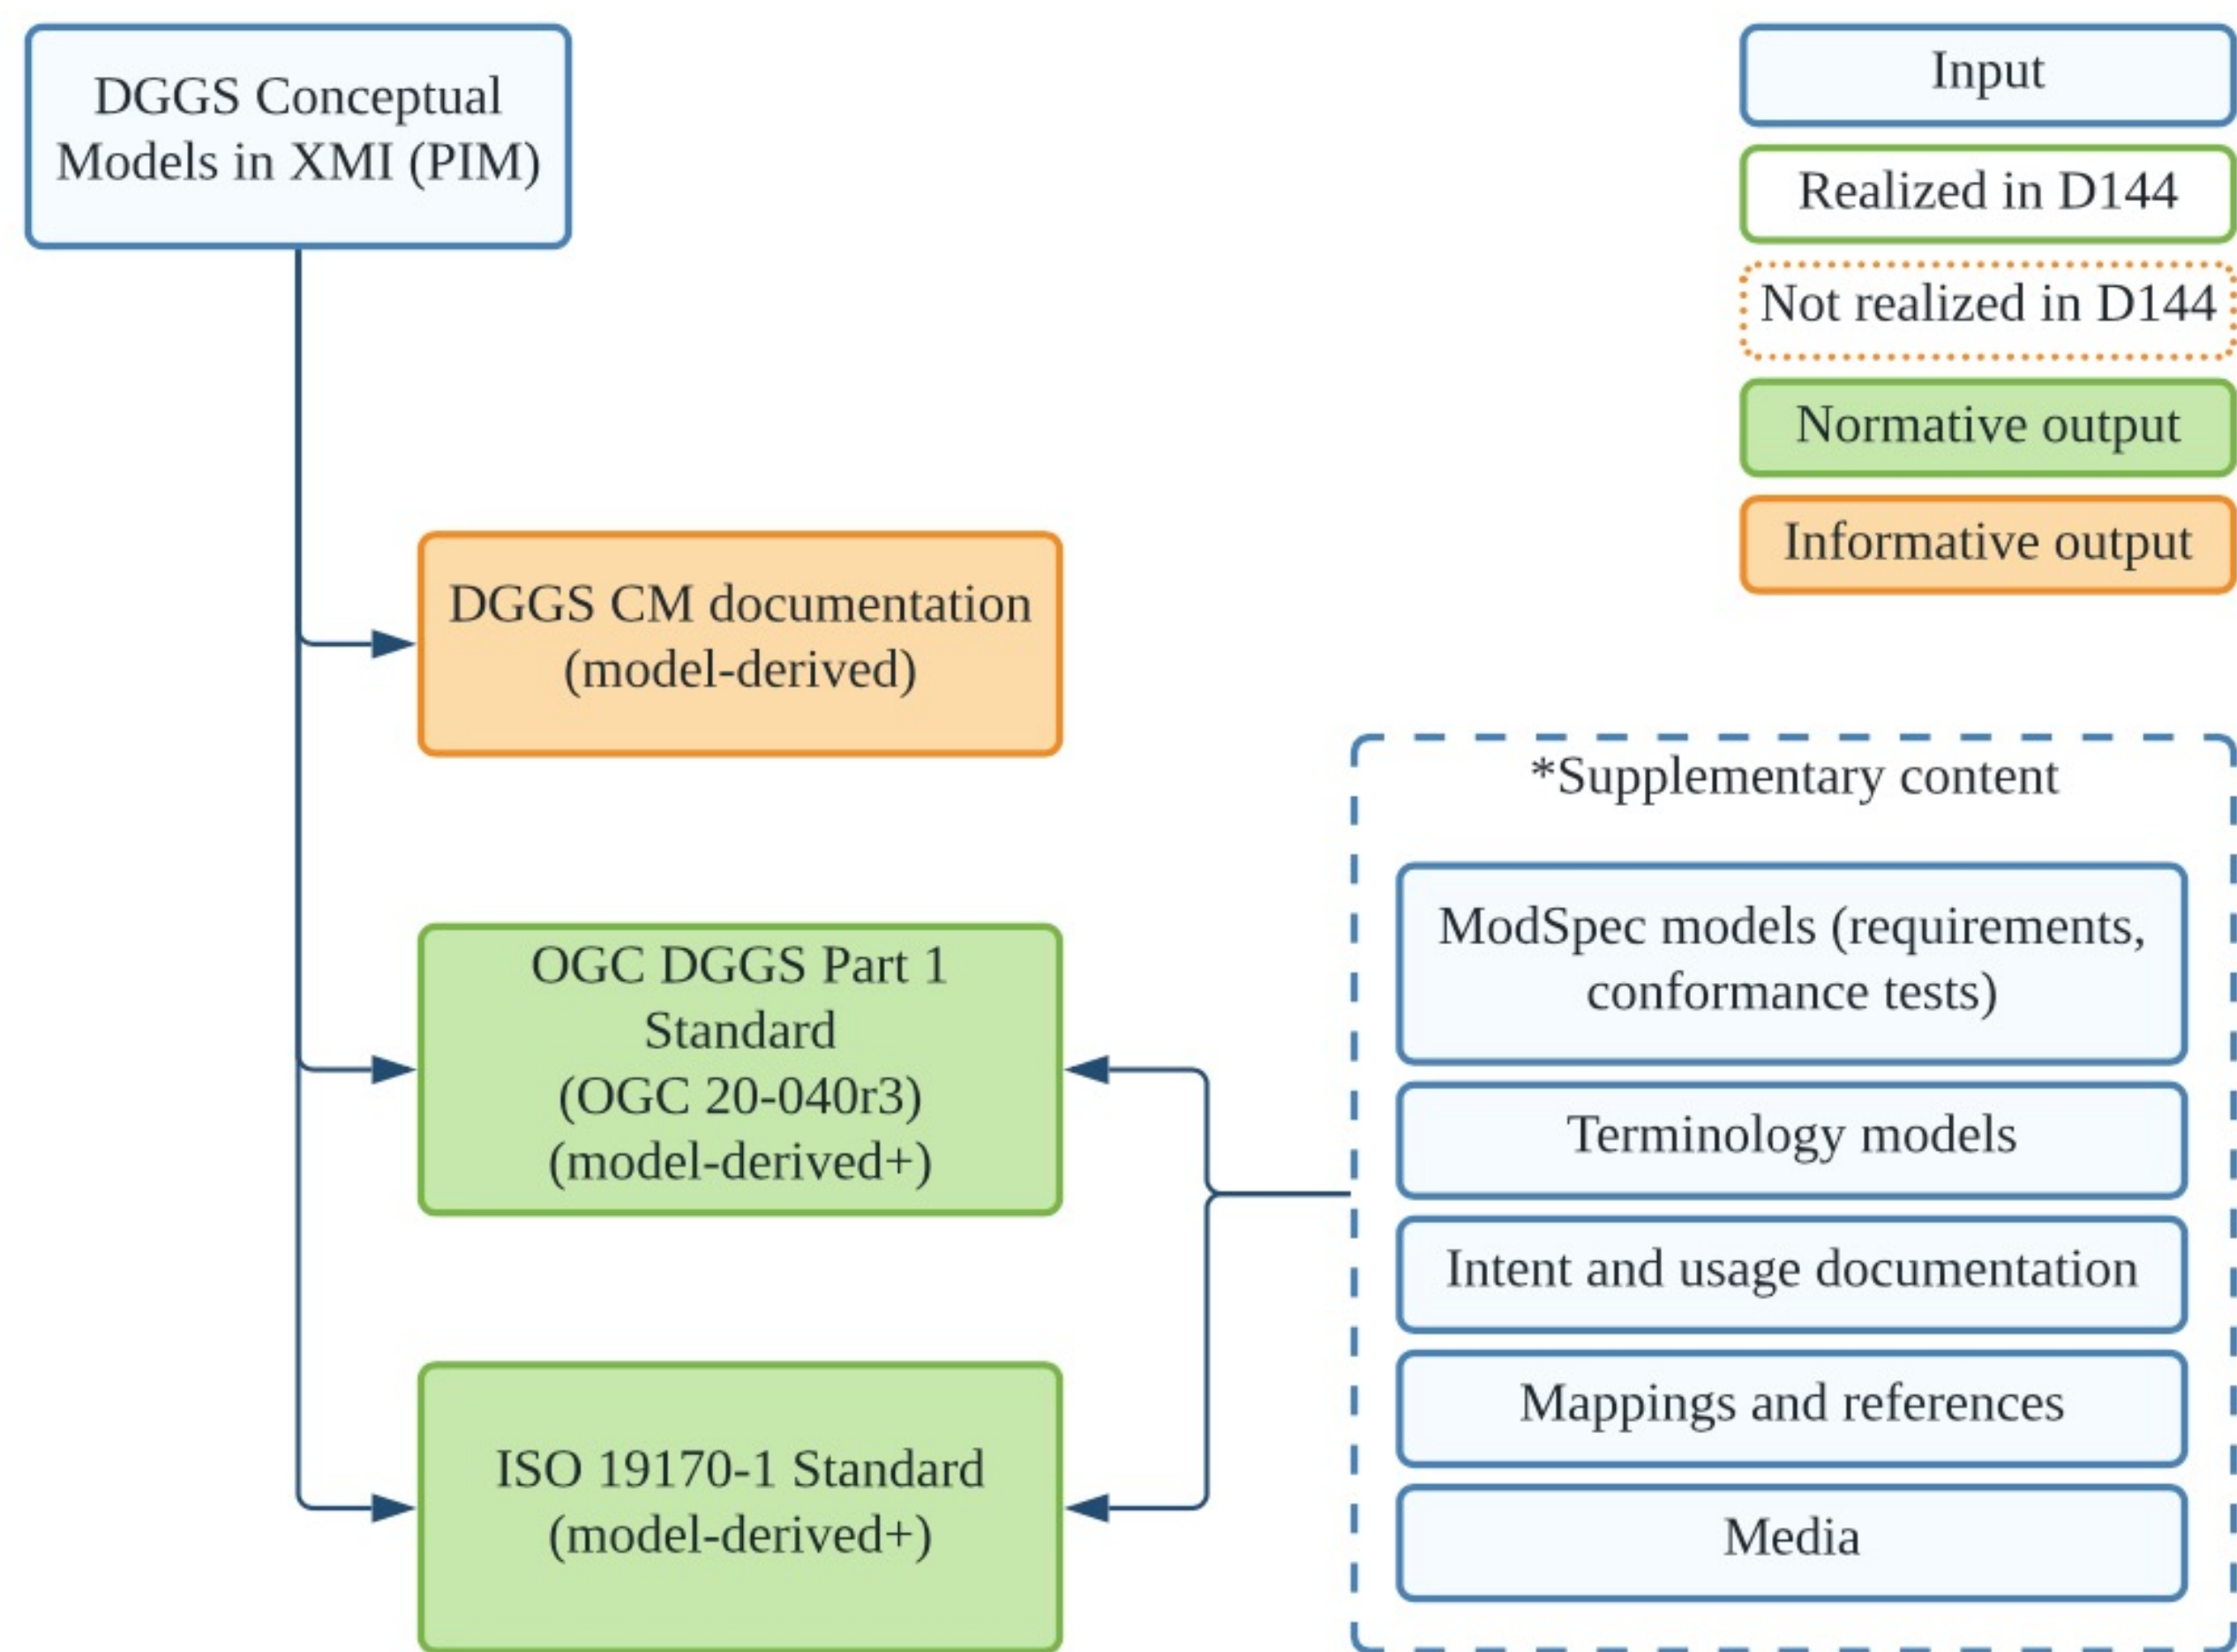 DGGS Conceptual
Models in XMI (PIM)
Input
Realized in D144
Not realized in D144
Normative output
Informative output
DGGS CM documentation
(model-derived)
OGC DGGS Part 1
Standard
(OGC 20-040r3)
(model-derived+)
ISO 19170-1 Standard
(model-derived+)
*Supplementary content
ModSpec models (requirements,
conformance tests)
Terminology models
Intent and usage documentation
Mappings and references
Media